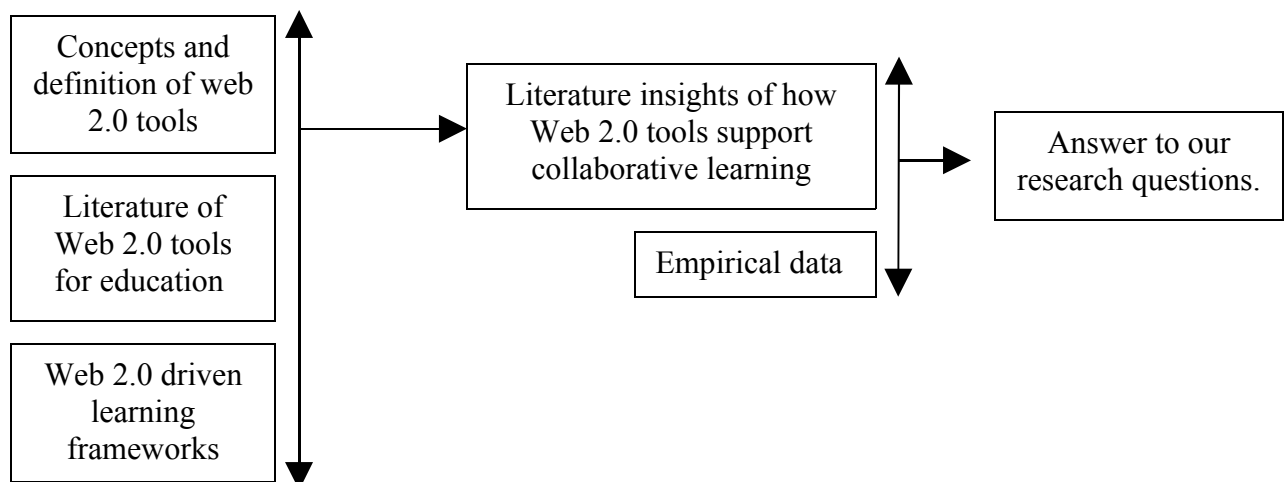 Concepts and
definition of web
2.0 tools
Literature of
Web 2.0 tools
for education
Web 2.0 driven
learning
frameworks
Literature insights of how
Web 2.0 tools support
collaborative learning
Empirical data
Answer to our
research questions.